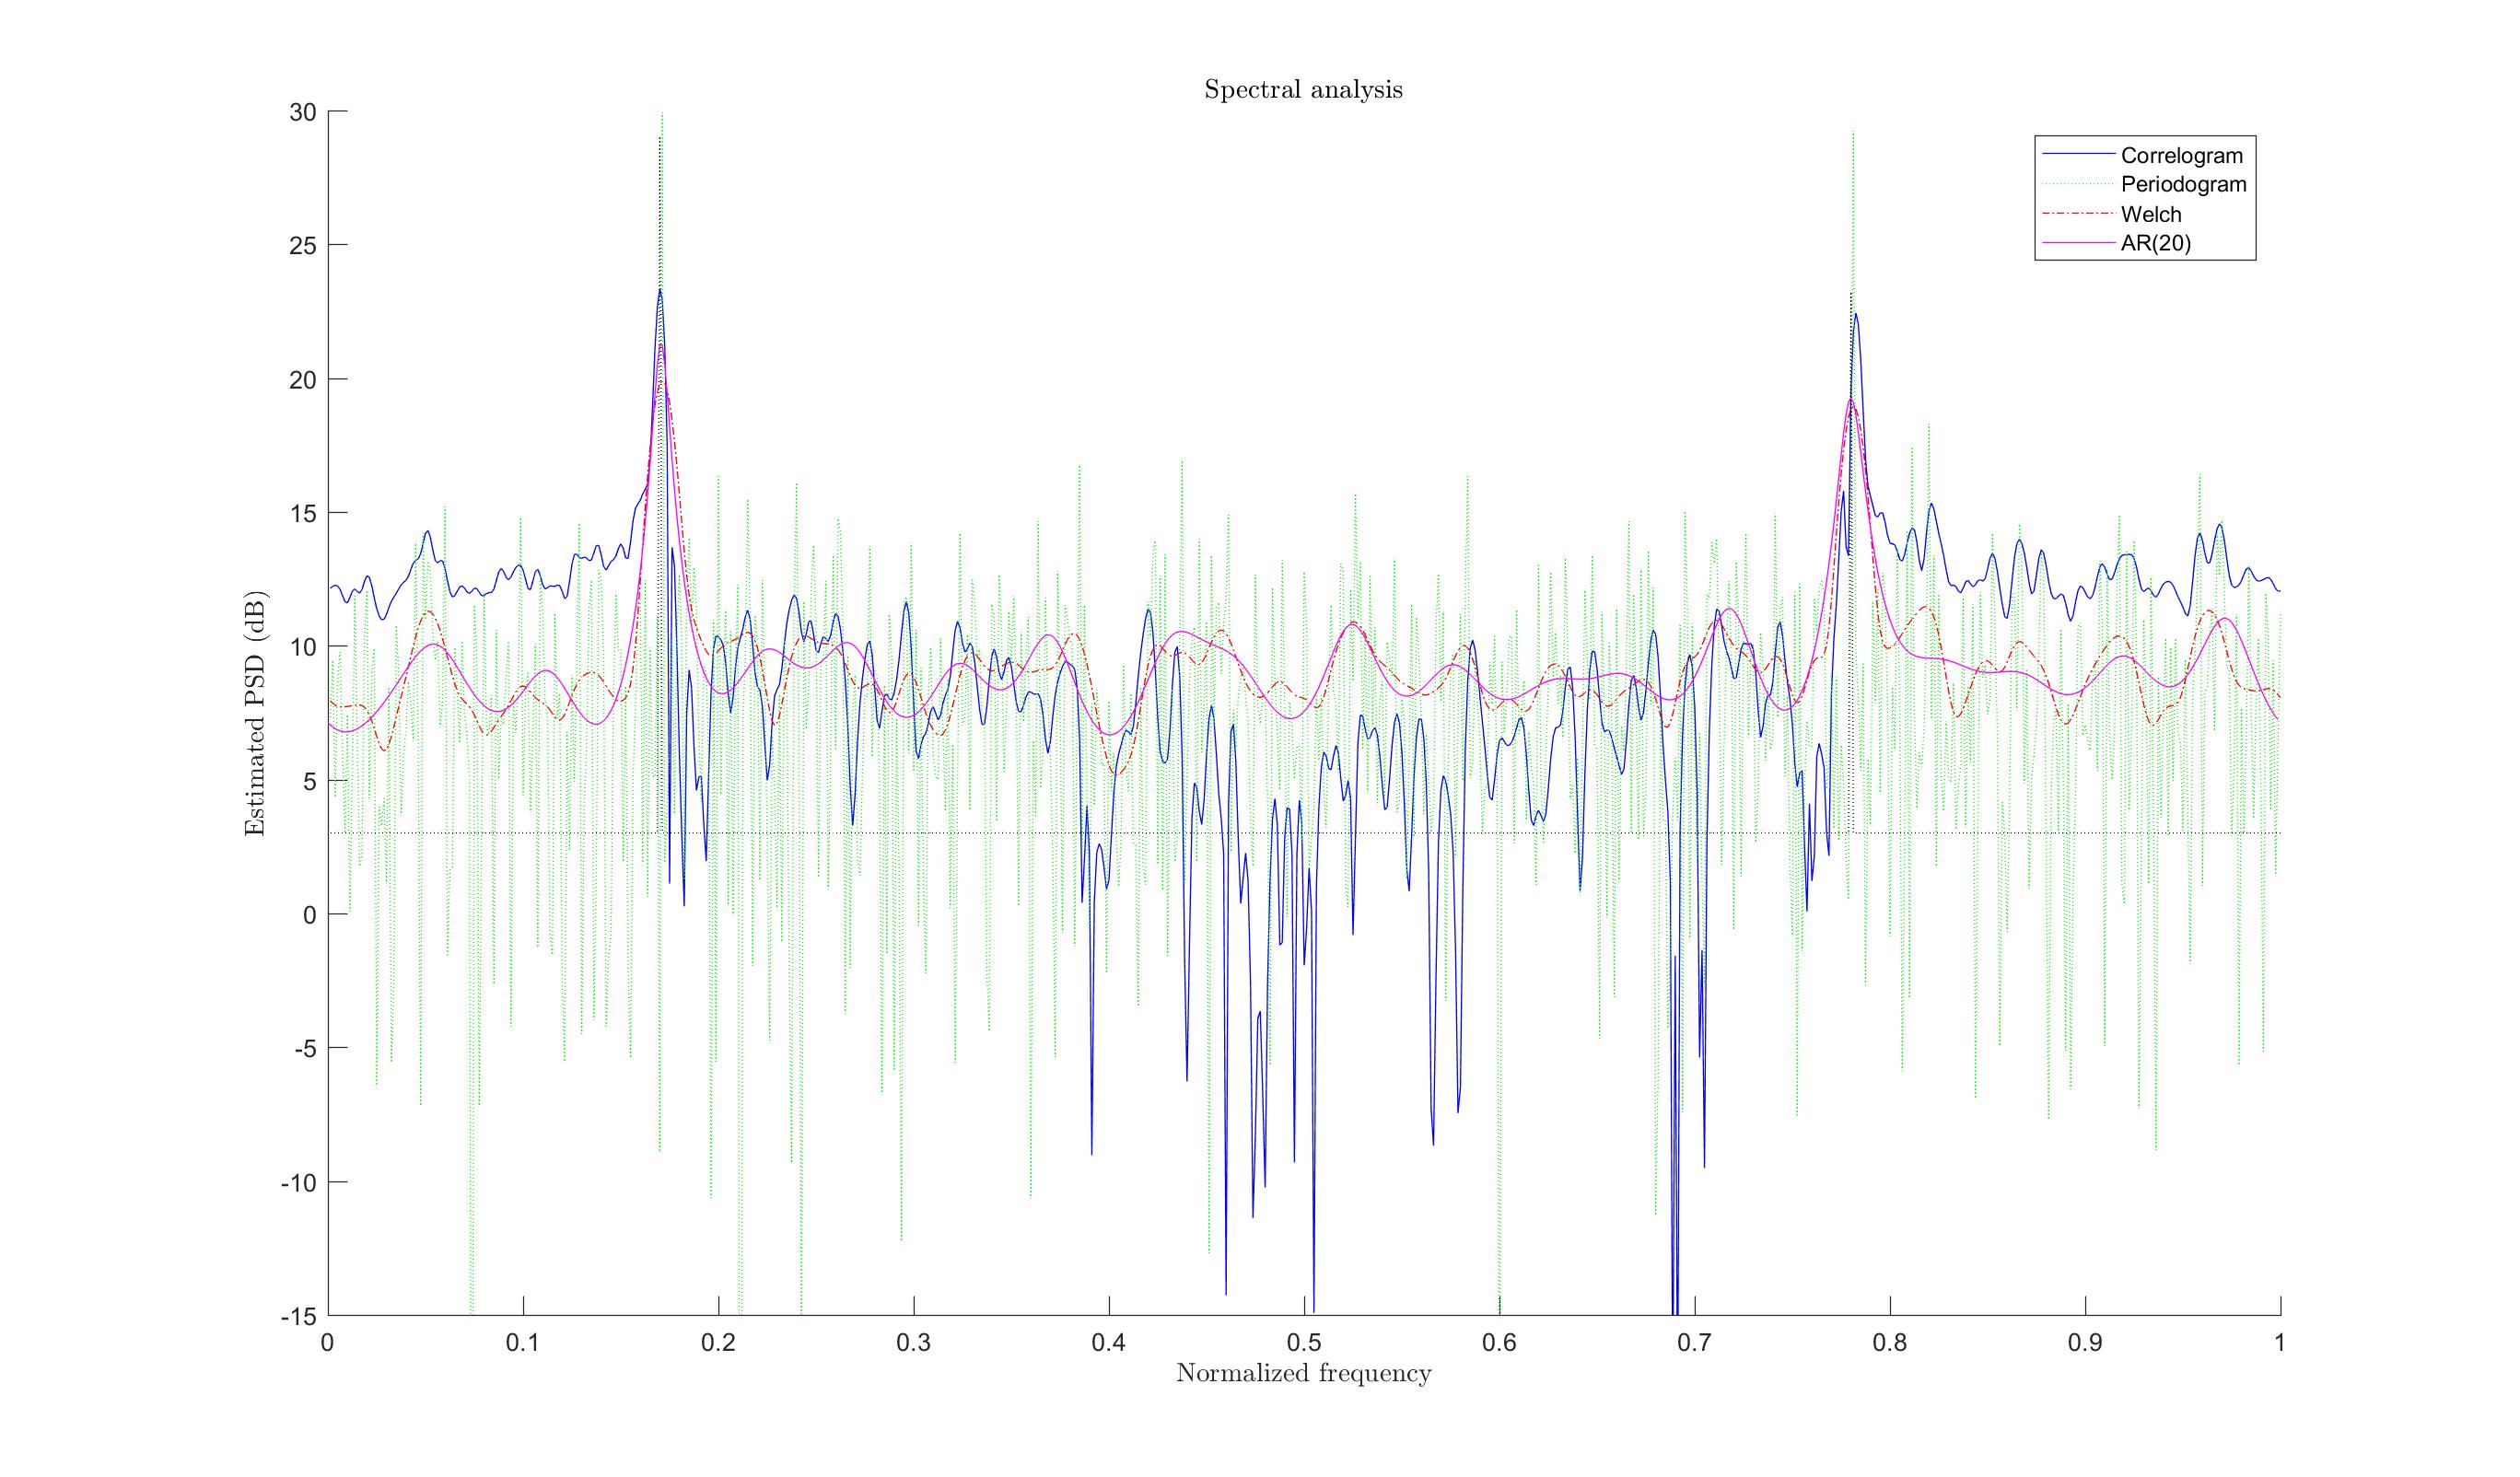 Spectral analysis
30
25
20
15
10
5
0
-5
-10
-15
Estimated PSD (dB)
Correlogram
Periodogram
Welch
AR(20)
0 0.1 0.2 0.3 0.4 0.5 0.6 0.7 0.8 0.9 1
Normalized frequency